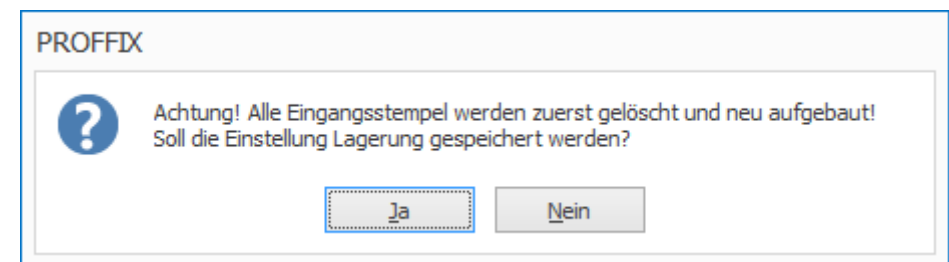 PROFFIX
Achtung! Alle Eingangsstempel werden zuerst gelöscht und neu aufgebaut!
Soll die Einstellung Lagerung gespeichert werden?
Ja
Nein